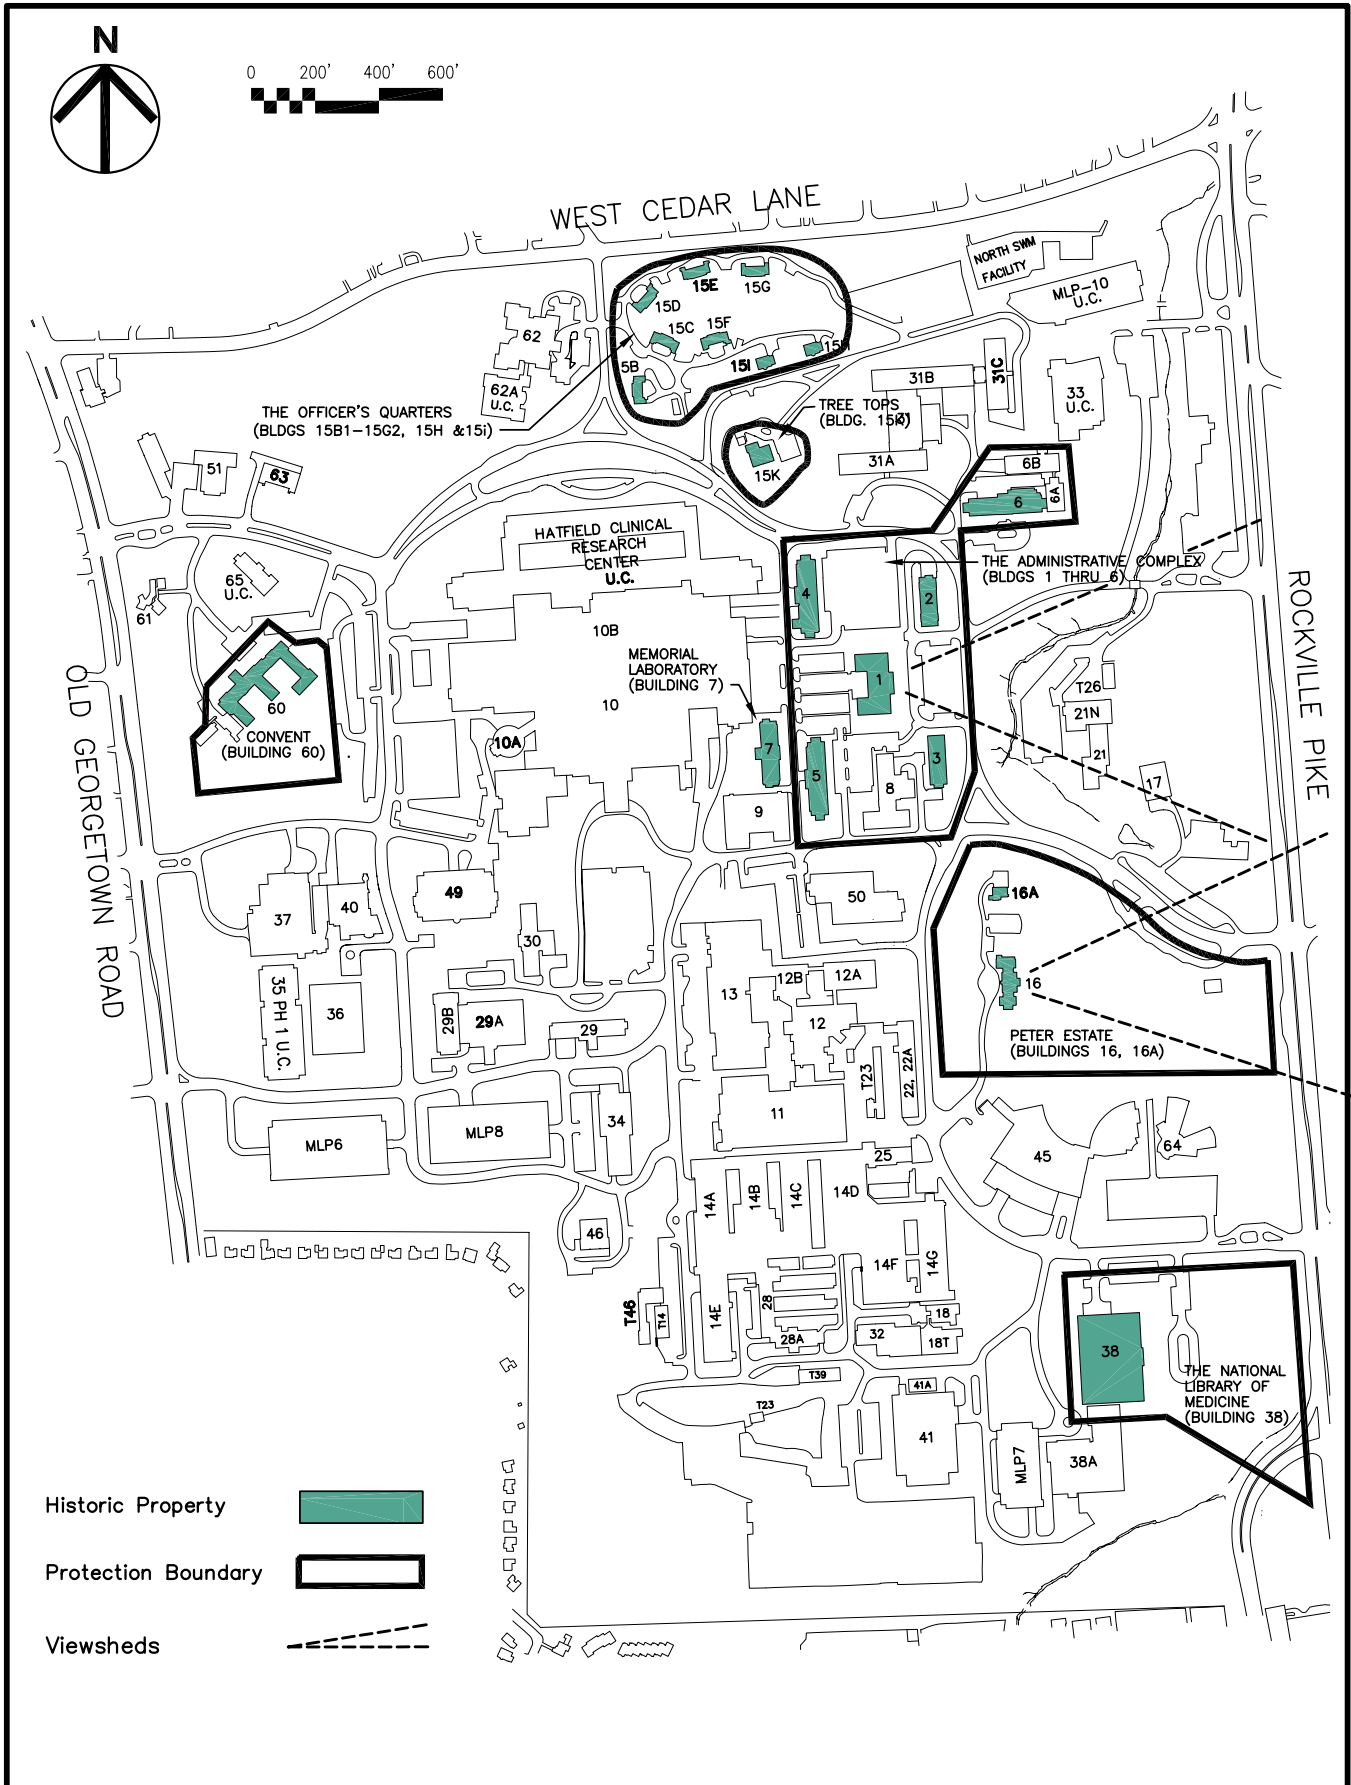 N
0 200' 400' 600'
WEST CEDAR LANE
NORTH SWM
FACILITY
MLP-10
U.C.
15E
15G
15D
15C
15F
62
5B
15I
62A
U.C.
31B
31C
33
U.C.
THE OFFICER'S QUARTERS
(BLDGS 15B1-15G2, 15H &15i)
TREE TOPS
(BLDG. 15K)
31
51
63
15K
31A
6B
6A
6
HATFIELD CLINICAL
RESEARCH
CENTER
U.C.
THE ADMINISTRATIVE COMPLEX
(BLDGS 1 THRU 6)
65
U.C.
61
4
2
10B
MEMORIAL
LABORATORY
(BUILDING 7)
1
ROCKVILLE PIKE
OLD GEORGETOWN ROAD
60
10
T26
21N
CONVENT
(BUILDING 60)
10A
7
5
3
21
8
17
9
49
50
16A
37
40
30
12B
12A
13
16
35 PH 1 U.C.
36
29B
29A
29
12
PETER ESTATE
(BUILDINGS 16, 16A)
T23
22, 22A
11
34
MLP6
MLP8
25
45
64
14A
14B
14C
14D
46
14F
14G
T46
T14
14E
28
18
28A
32
18T
38
T39
41A
THE NATIONAL
LIBRARY OF
MEDICINE
(BUILDING 38)
T23
41
MLP7
38A
Historic Property
Protection Boundary
Viewsheds